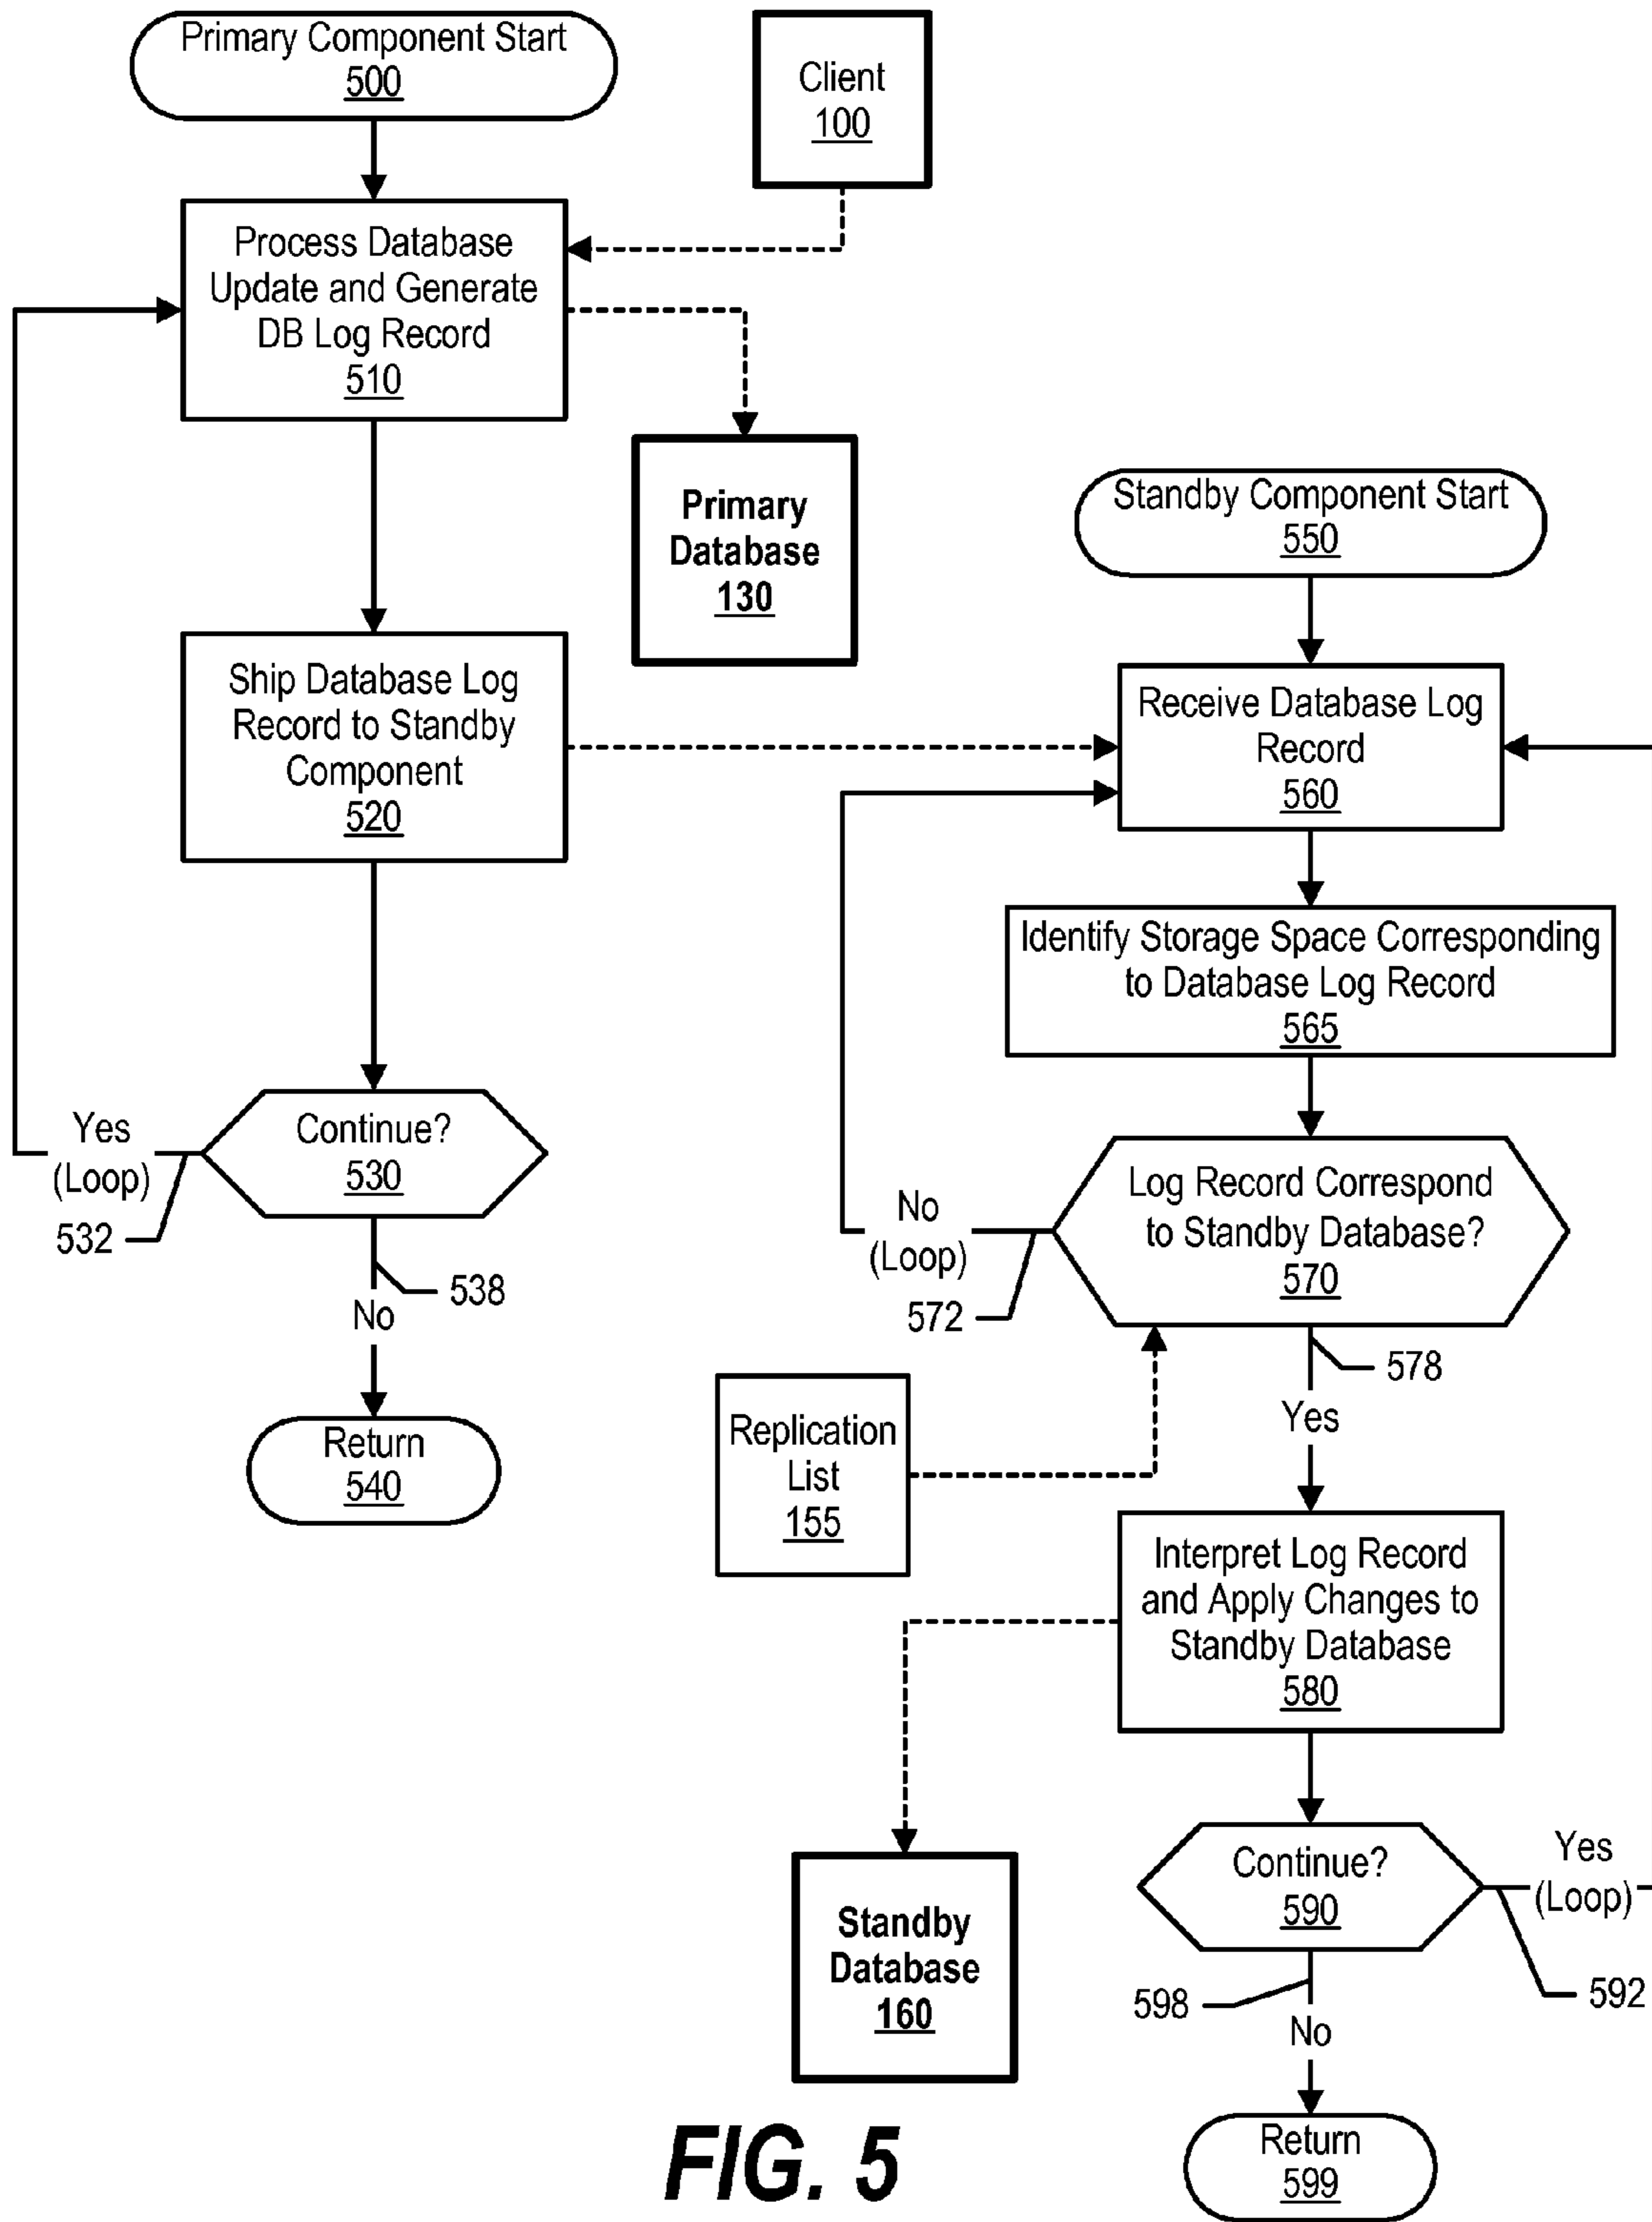 Primary Component Start
500
Client
100
Process Database
Update and Generate
DB Log Record
510
Primary
Database
130
Ship Database Log
Record to Standby
Component
520
Continue?
530
Yes
(Loop)
532
538
No
Return
540
Standby Component Start
550
Receive Database Log
Record
560
Identify Storage Space Corresponding
to Database Log Record
565
Log Record Correspond
to Standby Database?
570
No
(Loop)
572
578
Yes
Replication
List
155
Interpret Log Record
and Apply Changes to
Standby Database
580
Standby
Database
160
Continue?
590
Yes
(Loop)
592
598
No
Return
599
FIG. 5